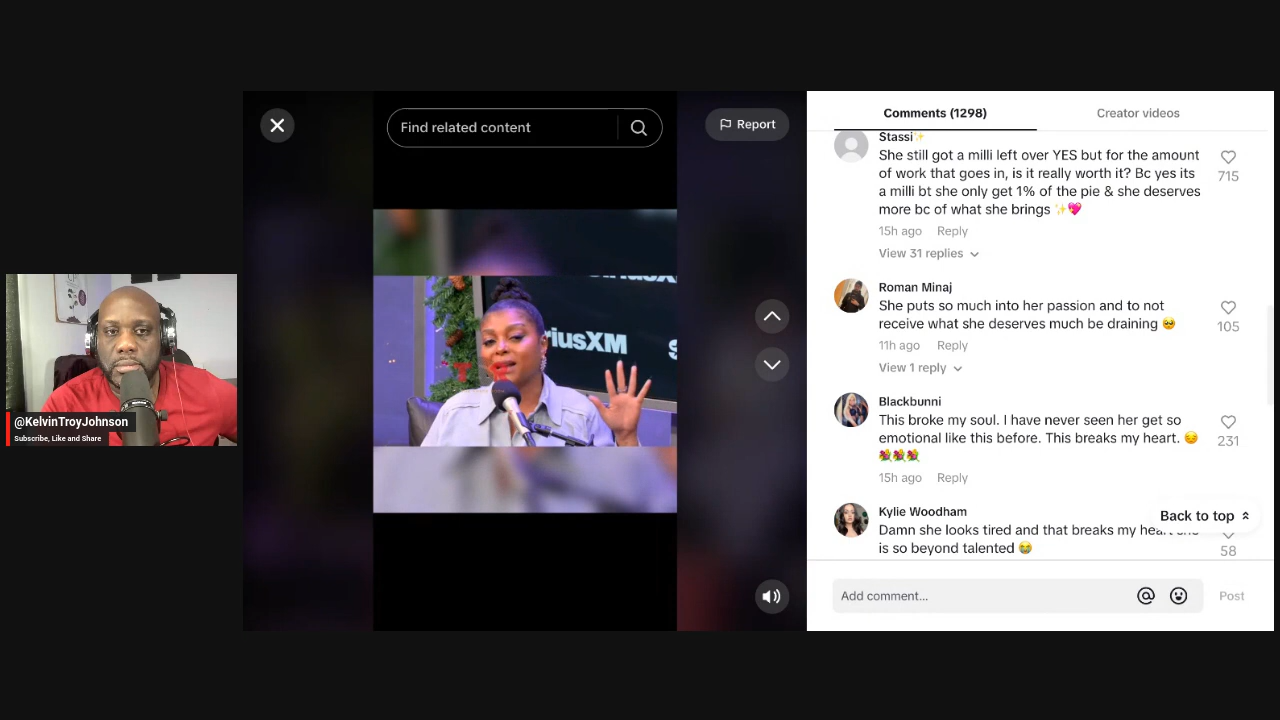 @KelvinTroyJohnson
Subscribe, Like and Share
Find related content
Report
riusXM
S
Comments (1298)
Creator videos
Stassi✨
She still got a milli left over YES but for the amount
of work that goes in, is it really worth it? Bc yes its
a milli bt she only get 1% of the pie & she deserves
more bc of what she brings ✨💖
715
15h ago Reply
View 31 replies
Roman Minaj
She puts so much into her passion and to not
receive what she deserves much be draining 🥺
105
11h ago Reply
View 1 reply
Blackbunni
This broke my soul. I have never seen her get so
emotional like this before. This breaks my heart. 😔
💐💐💐
231
15h ago Reply
Kylie Woodham
Damn she looks tired and that breaks my heart she
is so beyond talented 😭
58
Back to top
Add comment...
Post